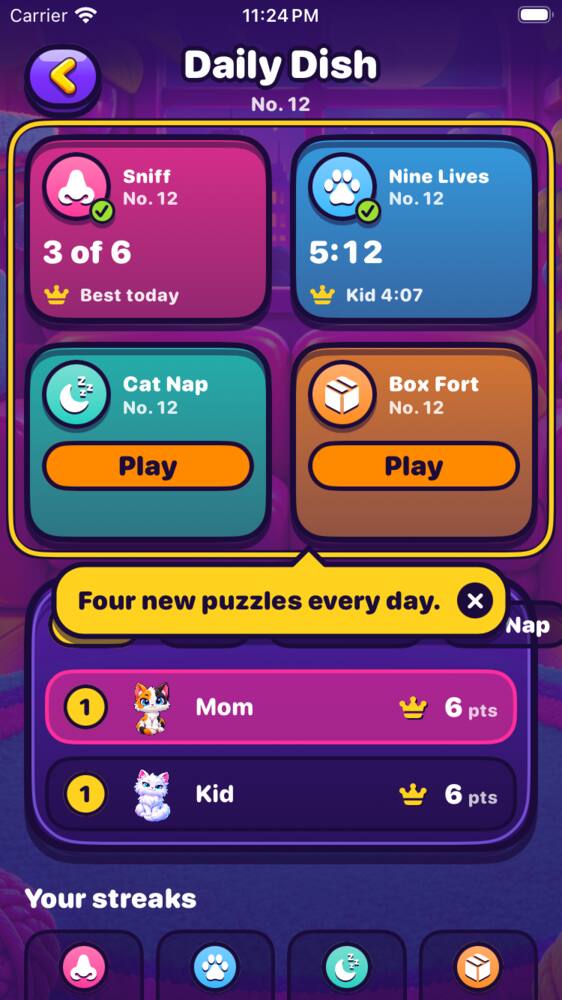 Carrier 11:24 PM
Daily Dish
No. 12
Sniff
No. 12
3 of 6
Best today
Nine Lives
No. 12
5:12
Kid 4:07
Cat Nap
No. 12
Play
Box Fort
No. 12
Play
Four new puzzles every day.
Nap
1 Mom 6 pts
1 Kid 6 pts
Your streaks